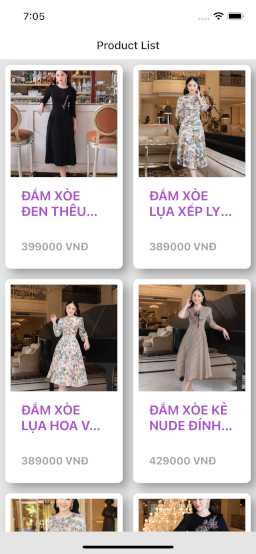 7:05
Product List
ĐẦM XÒE
ĐEN THÊU...
399000 VNĐ
ĐẦM XÒE
LỤA XẾP LY...
389000 VNĐ
ĐẦM XÒE
LỤA HOA V...
389000 VNĐ
ĐẦM XÒE KẺ
NUDE ĐÍNH...
429000 VNĐ